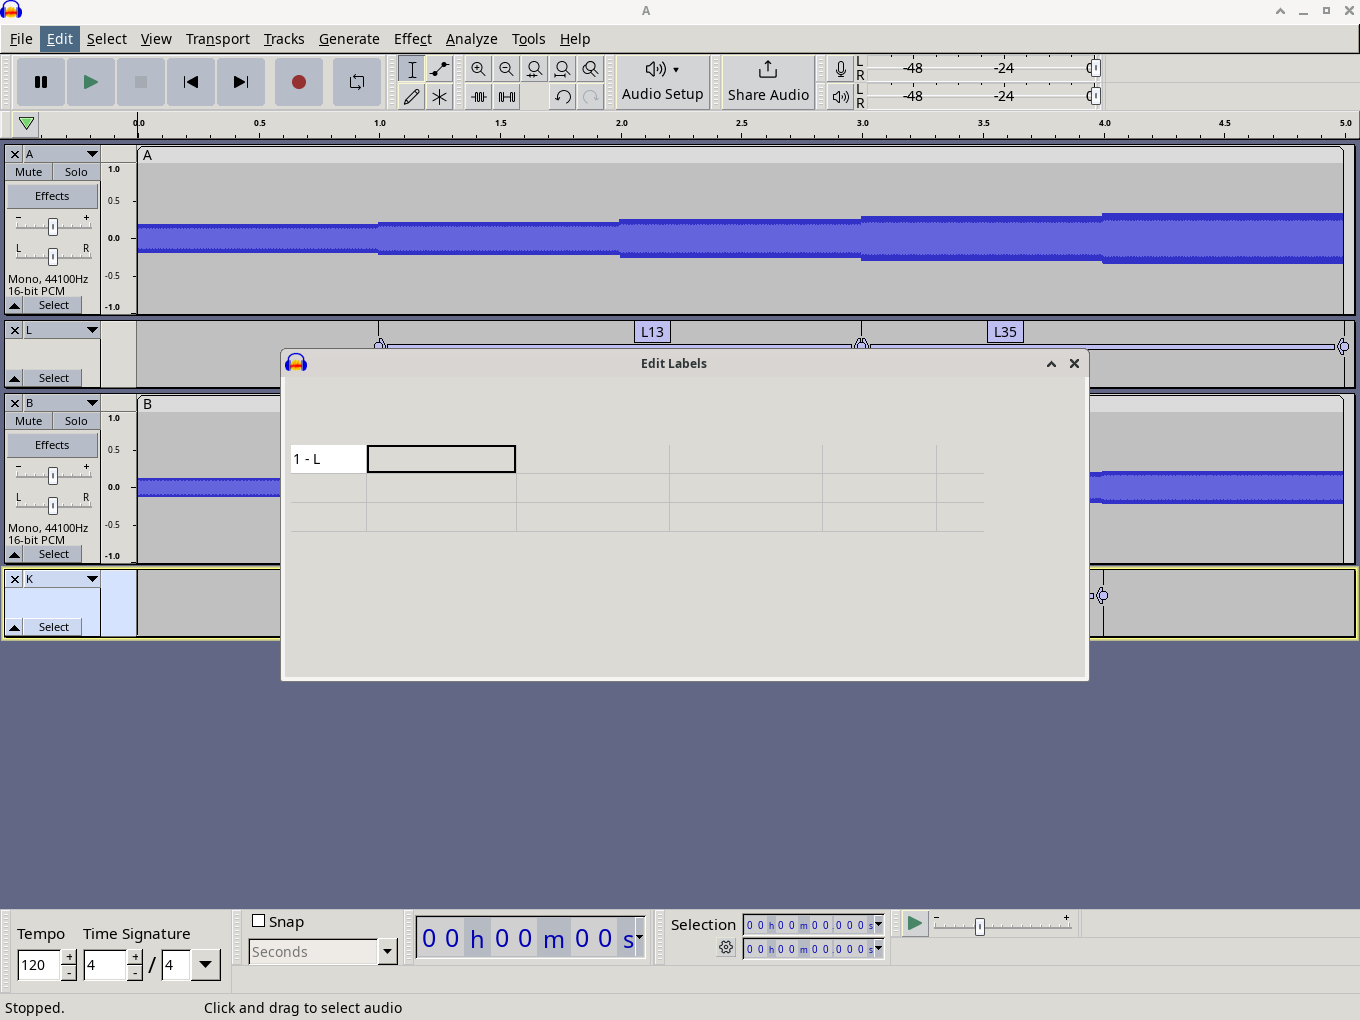 A
File Edit Select View Transport Tracks Generate Effect Analyze Tools Help
Audio Setup
Share Audio
L R -48 -24 0
L R -48 -24 0
0.0 0.5 1.0 1.5 2.0 2.5 3.0 3.5 4.0 4.5 5.0
A
Mute Solo
Effects
- +
L R
Mono, 44100Hz
16-bit PCM
Select
1.0
0.5
0.0
-0.5
-1.0
A
L
Select
L13
L35
B
Mute Solo
Effects
- +
L R
Mono, 44100Hz
16-bit PCM
Select
1.0
0.5
0.0
-0.5
-1.0
B
K
Select
Edit Labels
1 - L
Tempo
120
Time Signature
4 / 4
Snap
Seconds
00h00m00s
Selection
00h00m00.000s
00h00m00.000s
- +
Stopped.
Click and drag to select audio